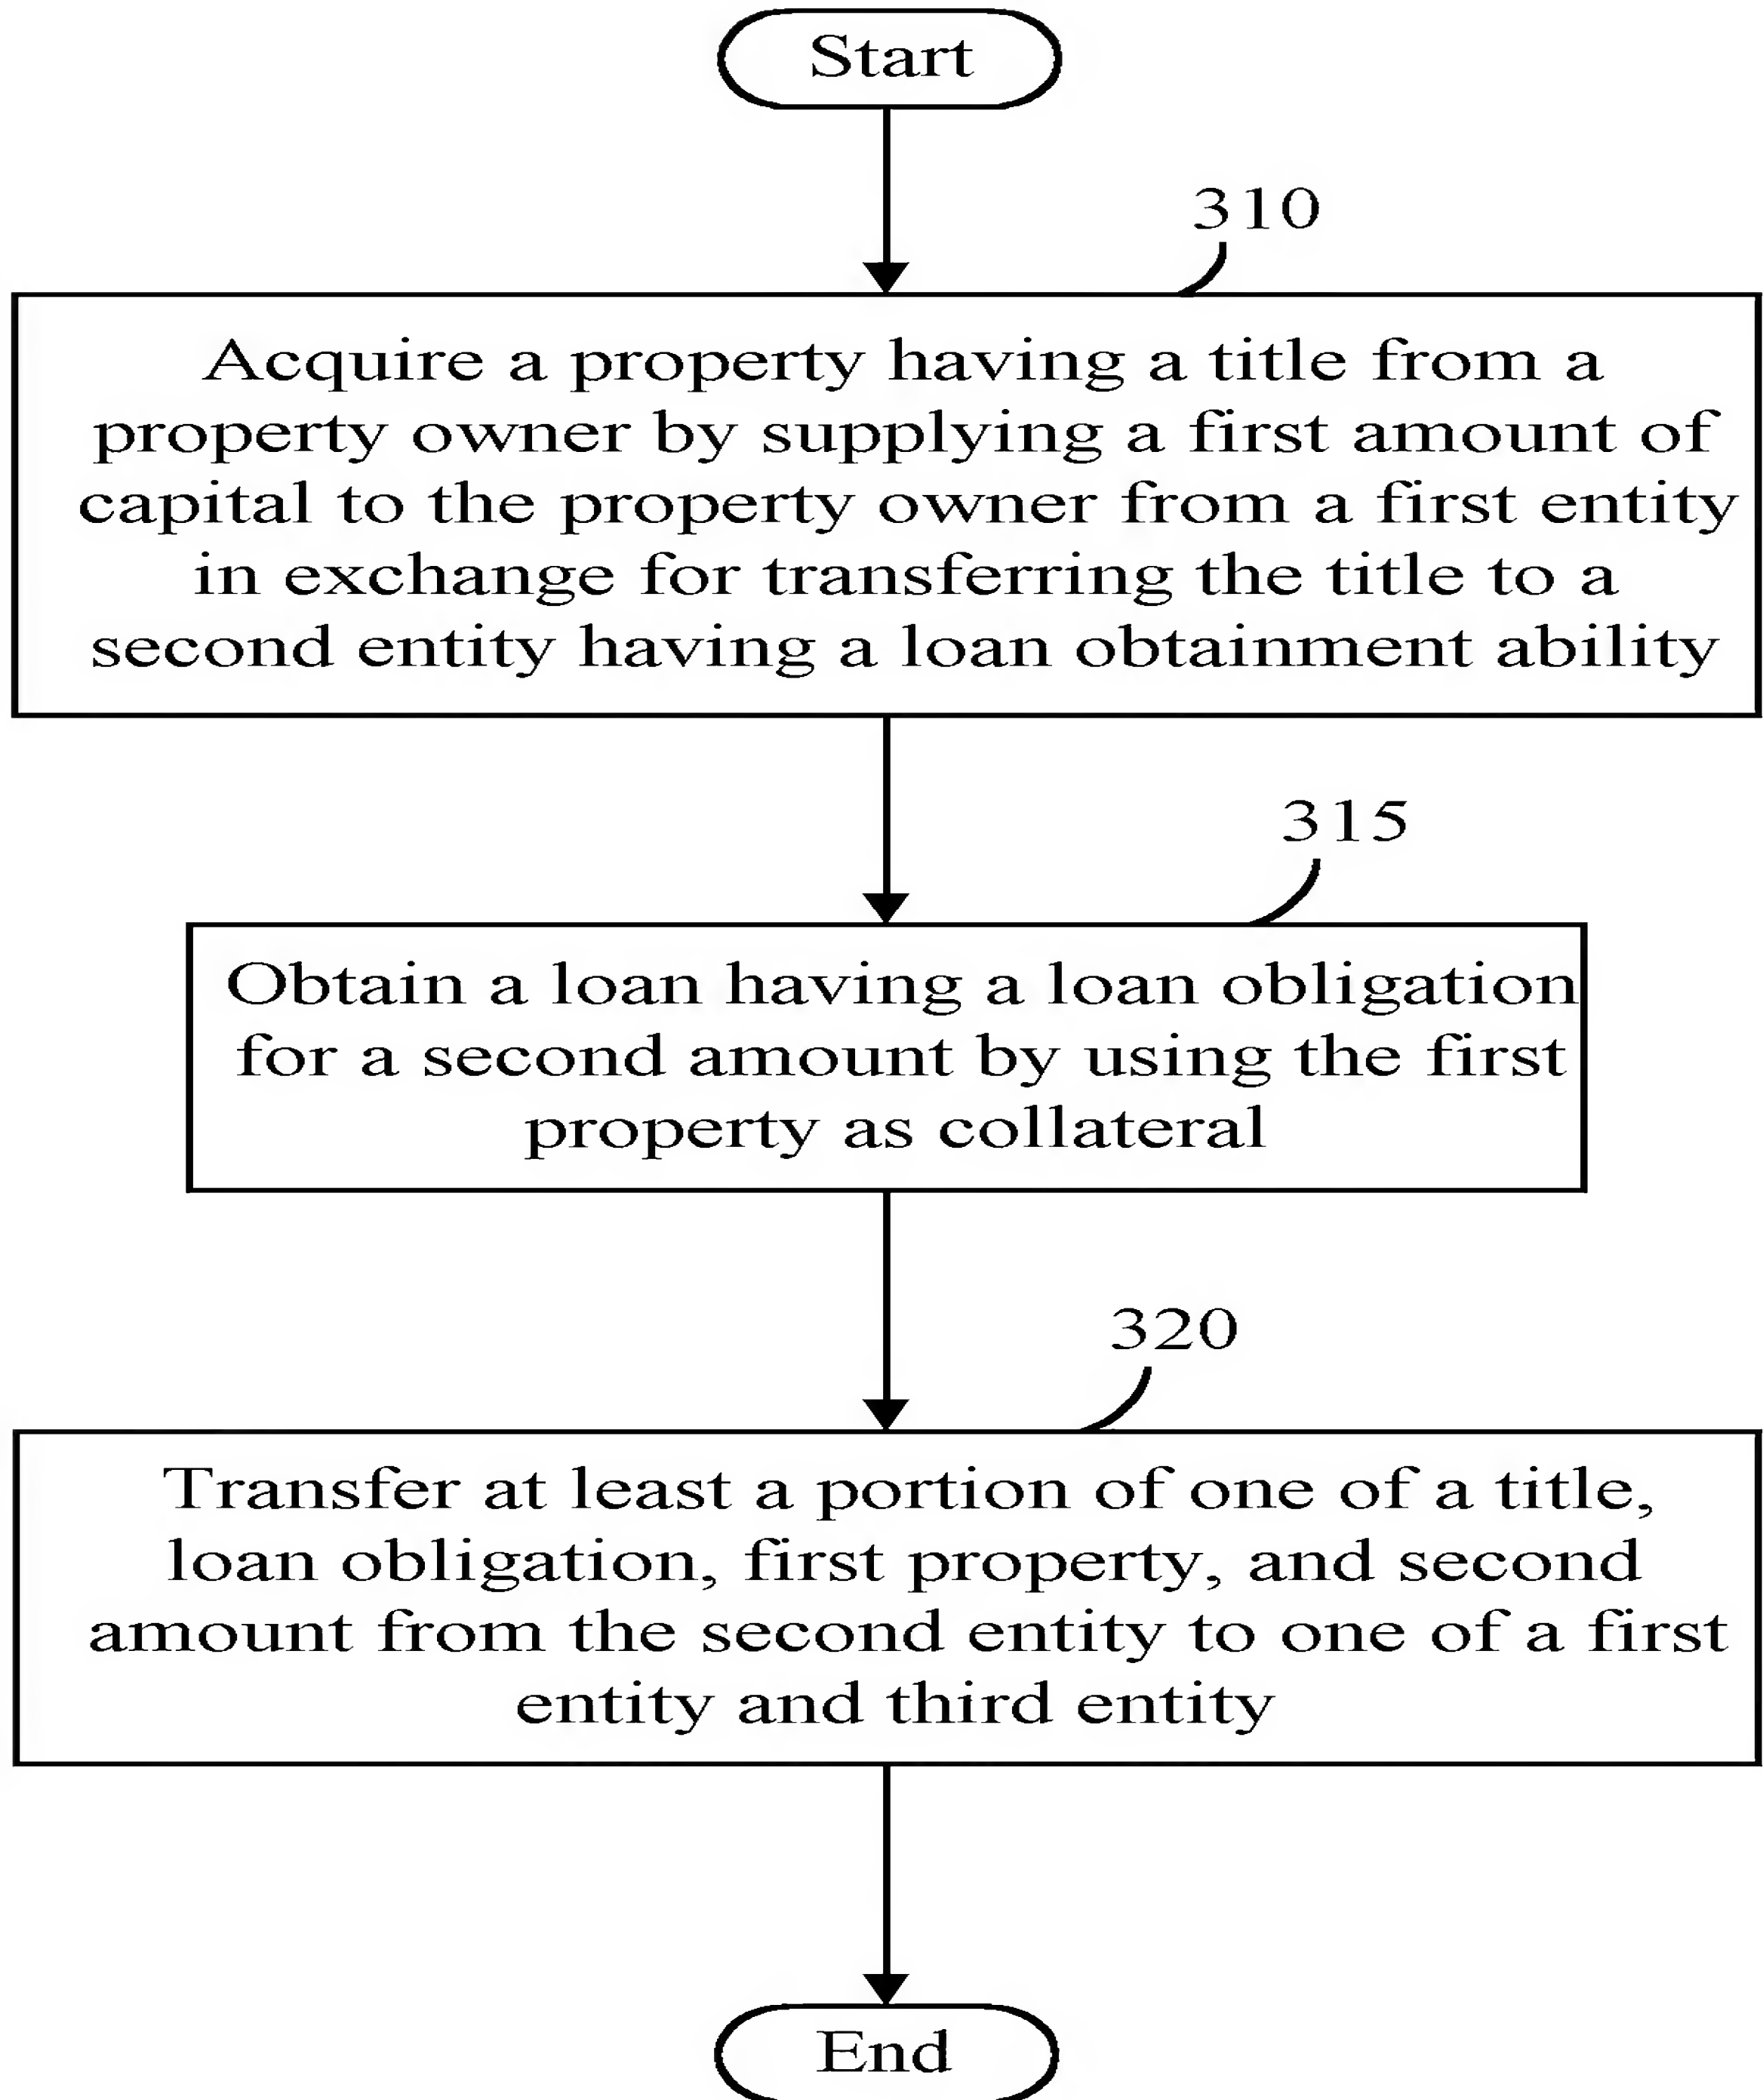 Start
310
Acquire a property having a title from a
property owner by supplying a first amount of
capital to the property owner from a first entity
in exchange for transferring the title to a
second entity having a loan obtainment ability
315
Obtain a loan having a loan obligation
for a second amount by using the first
property as collateral
320
Transfer at least a portion of one of a title,
loan obligation, first property, and second
amount from the second entity to one of a first
entity and third entity
End